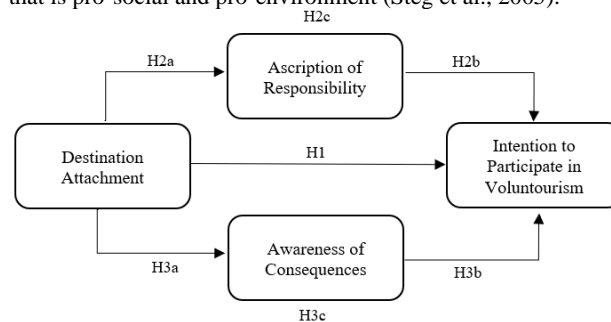 that is pro-social and pro-environment (Steg et al., 2005).
H2c
H2a
Ascription of
Responsibility
H2b
Destination
Attachment
H1
Intention to
Participate in
Voluntourism
H3a
Awareness of
Consequences
H3b
H3c